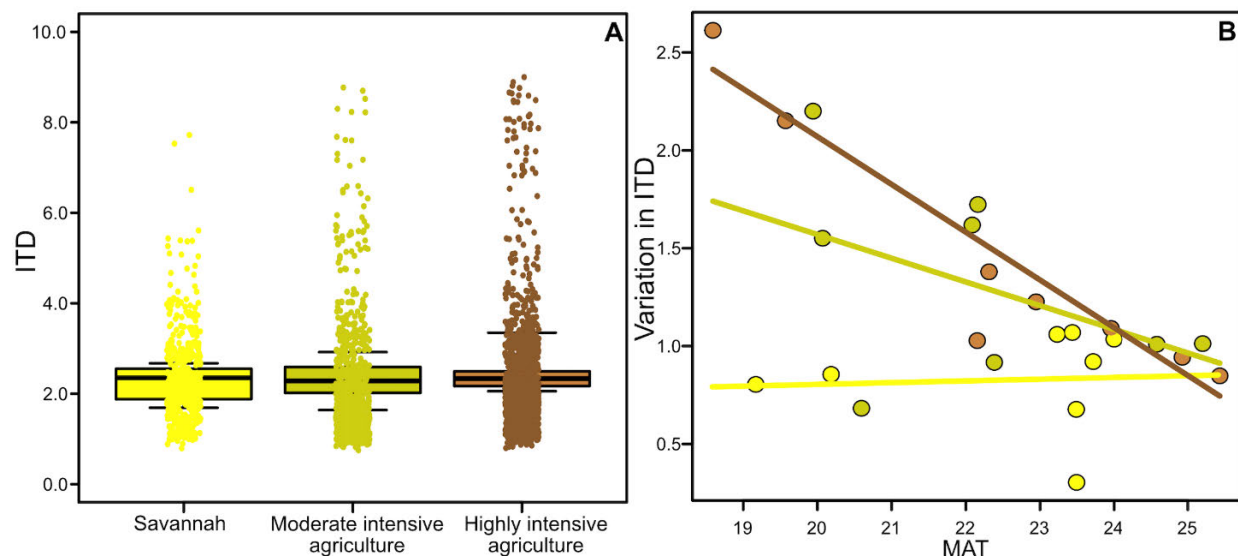 A
ITD
10.0
8.0
6.0
4.0
2.0
0.0
Savannah
Moderate intensive
agriculture
Highly intensive
agriculture
B
Variation in ITD
2.5
2.0
1.5
1.0
0.5
19 20 21 22 23 24 25
MAT